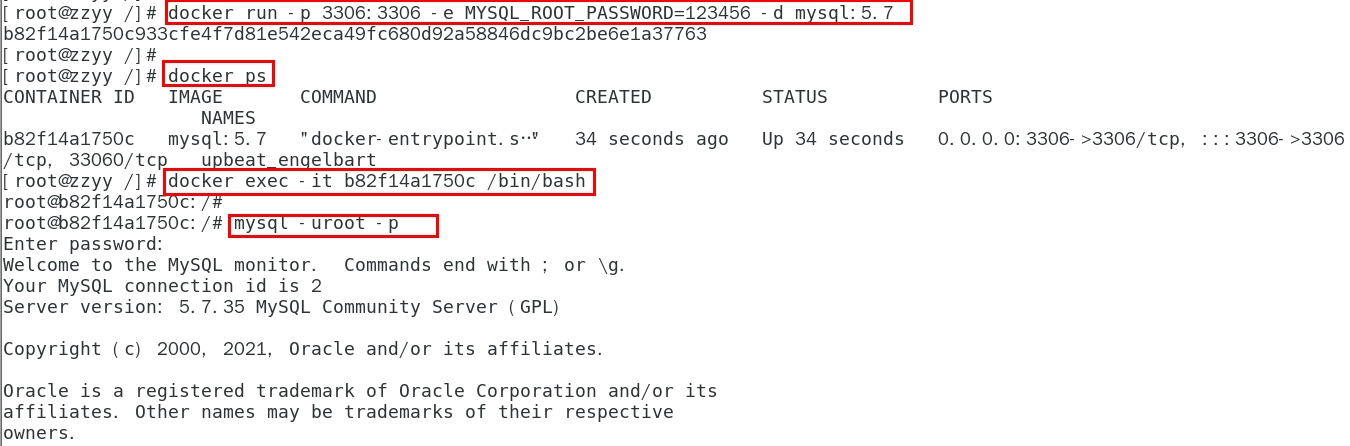 [root@zzyy /]# docker run -p 3306:3306 -e MYSQL_ROOT_PASSWORD=123456 -d mysql:5.7
b82f14a1750c933cfe4f7d81e542eca49fc680d92a58846dc9bc2be6e1a37763
[root@zzyy /]#
[root@zzyy /]# docker ps
CONTAINER ID   IMAGE       COMMAND                  CREATED          STATUS          PORTS
                  NAMES
b82f14a1750c   mysql:5.7   "docker-entrypoint.s…"   34 seconds ago   Up 34 seconds   0.0.0.0:3306->3306/tcp, :::3306->3306
/tcp, 33060/tcp   upbeat_engelbart
[root@zzyy /]# docker exec -it b82f14a1750c /bin/bash
root@b82f14a1750c:/#
root@b82f14a1750c:/# mysql -uroot -p
Enter password:
Welcome to the MySQL monitor.  Commands end with ; or \g.
Your MySQL connection id is 2
Server version: 5.7.35 MySQL Community Server (GPL)
Copyright (c) 2000, 2021, Oracle and/or its affiliates.
Oracle is a registered trademark of Oracle Corporation and/or its
affiliates. Other names may be trademarks of their respective
owners.